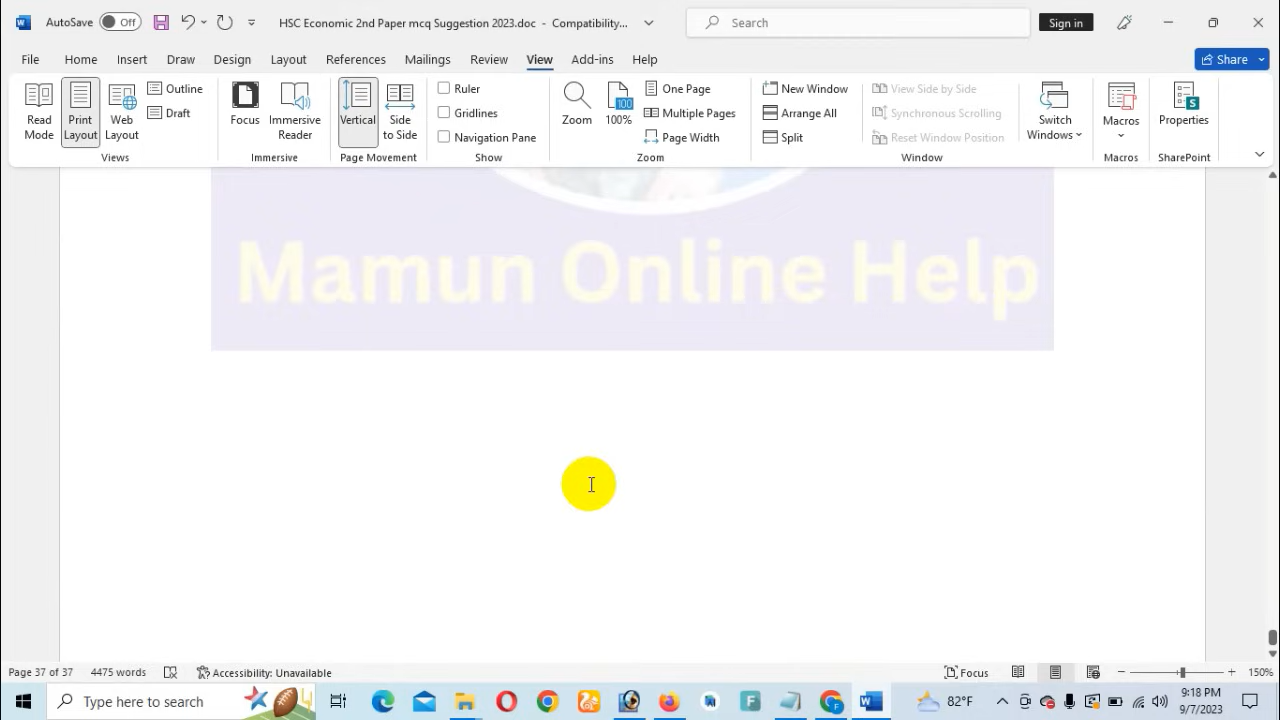 AutoSave Off HSC Economic 2nd Paper mcq Suggestion 2023.doc - Compatibility... Search Sign in
File Home Insert Draw Design Layout References Mailings Review View Add-ins Help Share
Read Mode
Print Layout
Web Layout
Outline
Draft
Views
Focus
Immersive Reader
Immersive
Vertical
Side to Side
Page Movement
Ruler
Gridlines
Navigation Pane
Show
Zoom
100
100%
One Page
Multiple Pages
Page Width
Zoom
New Window
Arrange All
Split
View Side by Side
Synchronous Scrolling
Reset Window Position
Switch Windows
Window
Macros
Macros
Properties
SharePoint
Mamun Online Help
Page 37 of 37 4475 words Accessibility: Unavailable Focus 150%
Type here to search 82°F 9:18 PM
9/7/2023